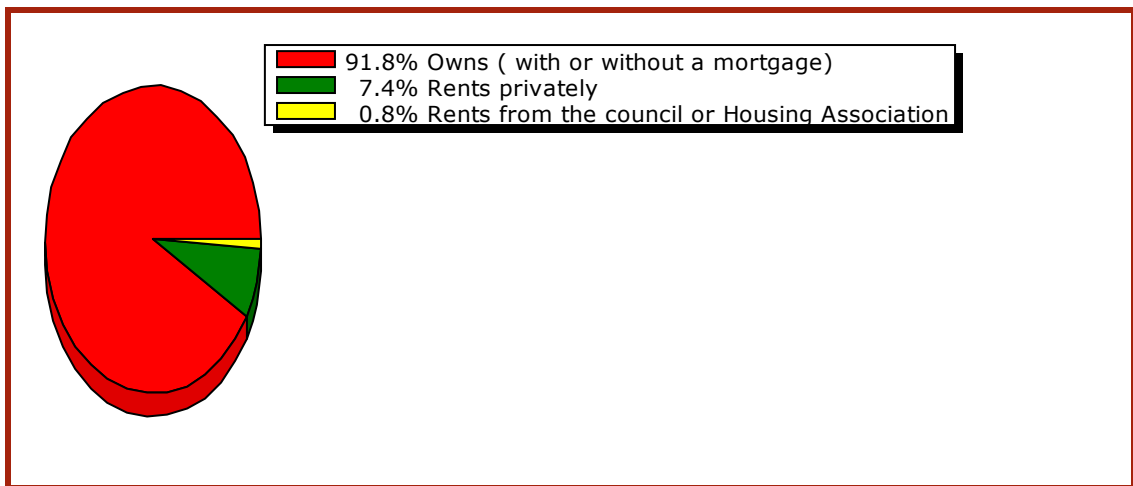 91.8% Owns ( with or without a mortgage)
7.4% Rents privately
0.8% Rents from the council or Housing Association